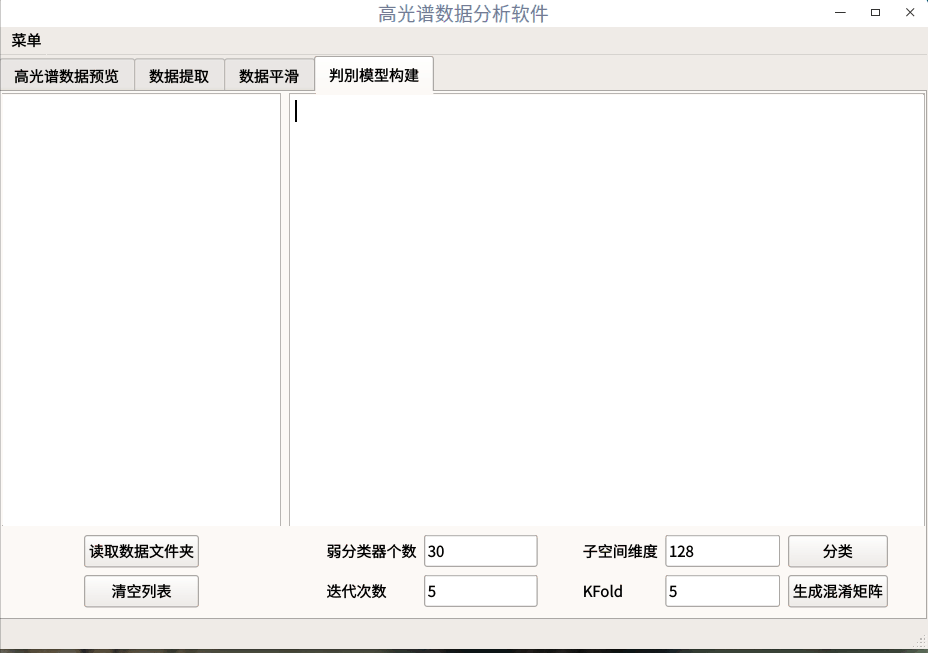 高光谱数据分析软件
菜单
高光谱数据预览 数据提取 数据平滑 判別模型构建
读取数据文件夹 弱分类器个数 30 子空间维度 128 分类
清空列表 迭代次数 5 KFold 5 生成混淆矩阵